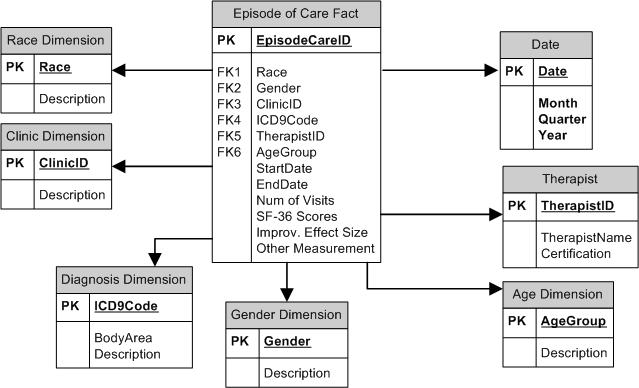 Episode of Care Fact
PK EpisodeCareID
FK1 Race
FK2 Gender
FK3 ClinicID
FK4 ICD9Code
FK5 TherapistID
FK6 AgeGroup
StartDate
EndDate
Num of Visits
SF-36 Scores
Improv. Effect Size
Other Measurement
Race Dimension
PK Race
Description
Clinic Dimension
PK ClinicID
Description
Diagnosis Dimension
PK ICD9Code
BodyArea
Description
Gender Dimension
PK Gender
Description
Date
PK Date
Month
Quarter
Year
Therapist
PK TherapistID
TherapistName
Certification
Age Dimension
PK AgeGroup
Description